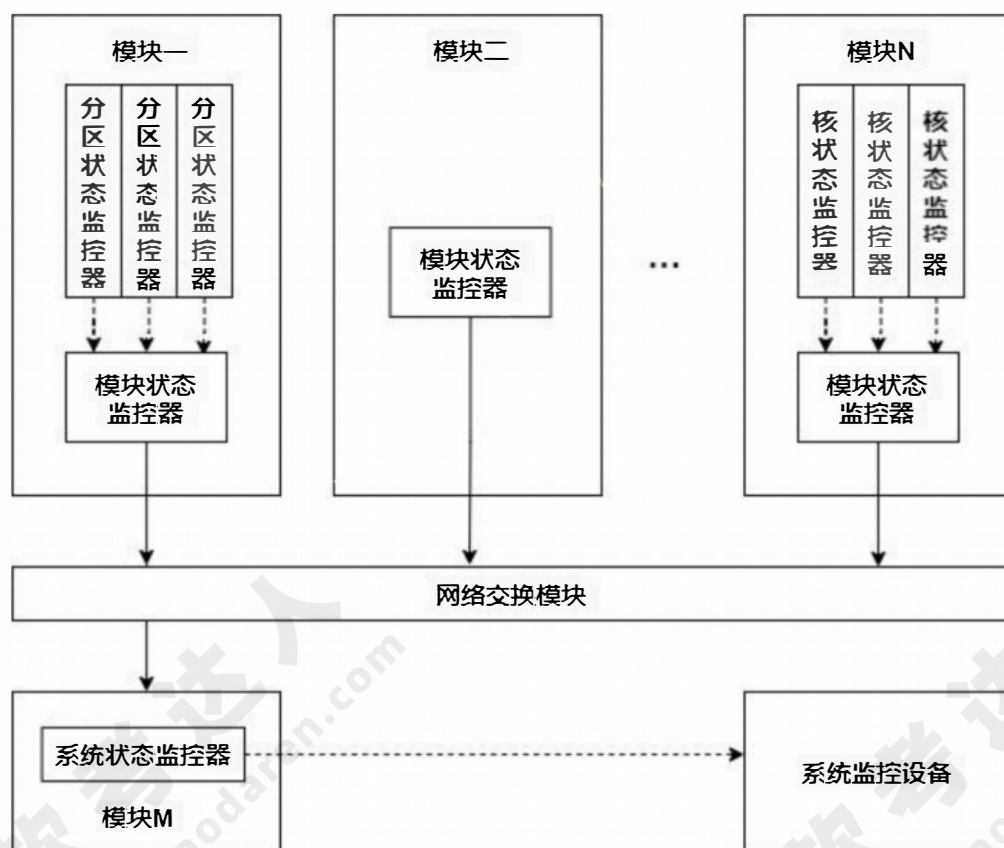 模块一
模块二
模块N
分区状态监控器
分区状态监控器
分区状态监控器
核状态监控器
核状态监控器
核状态监控器
模块状态
监控器
...
模块状态
监控器
模块状态
监控器
网络交换模块
系统状态监控器
模块M
系统监控设备